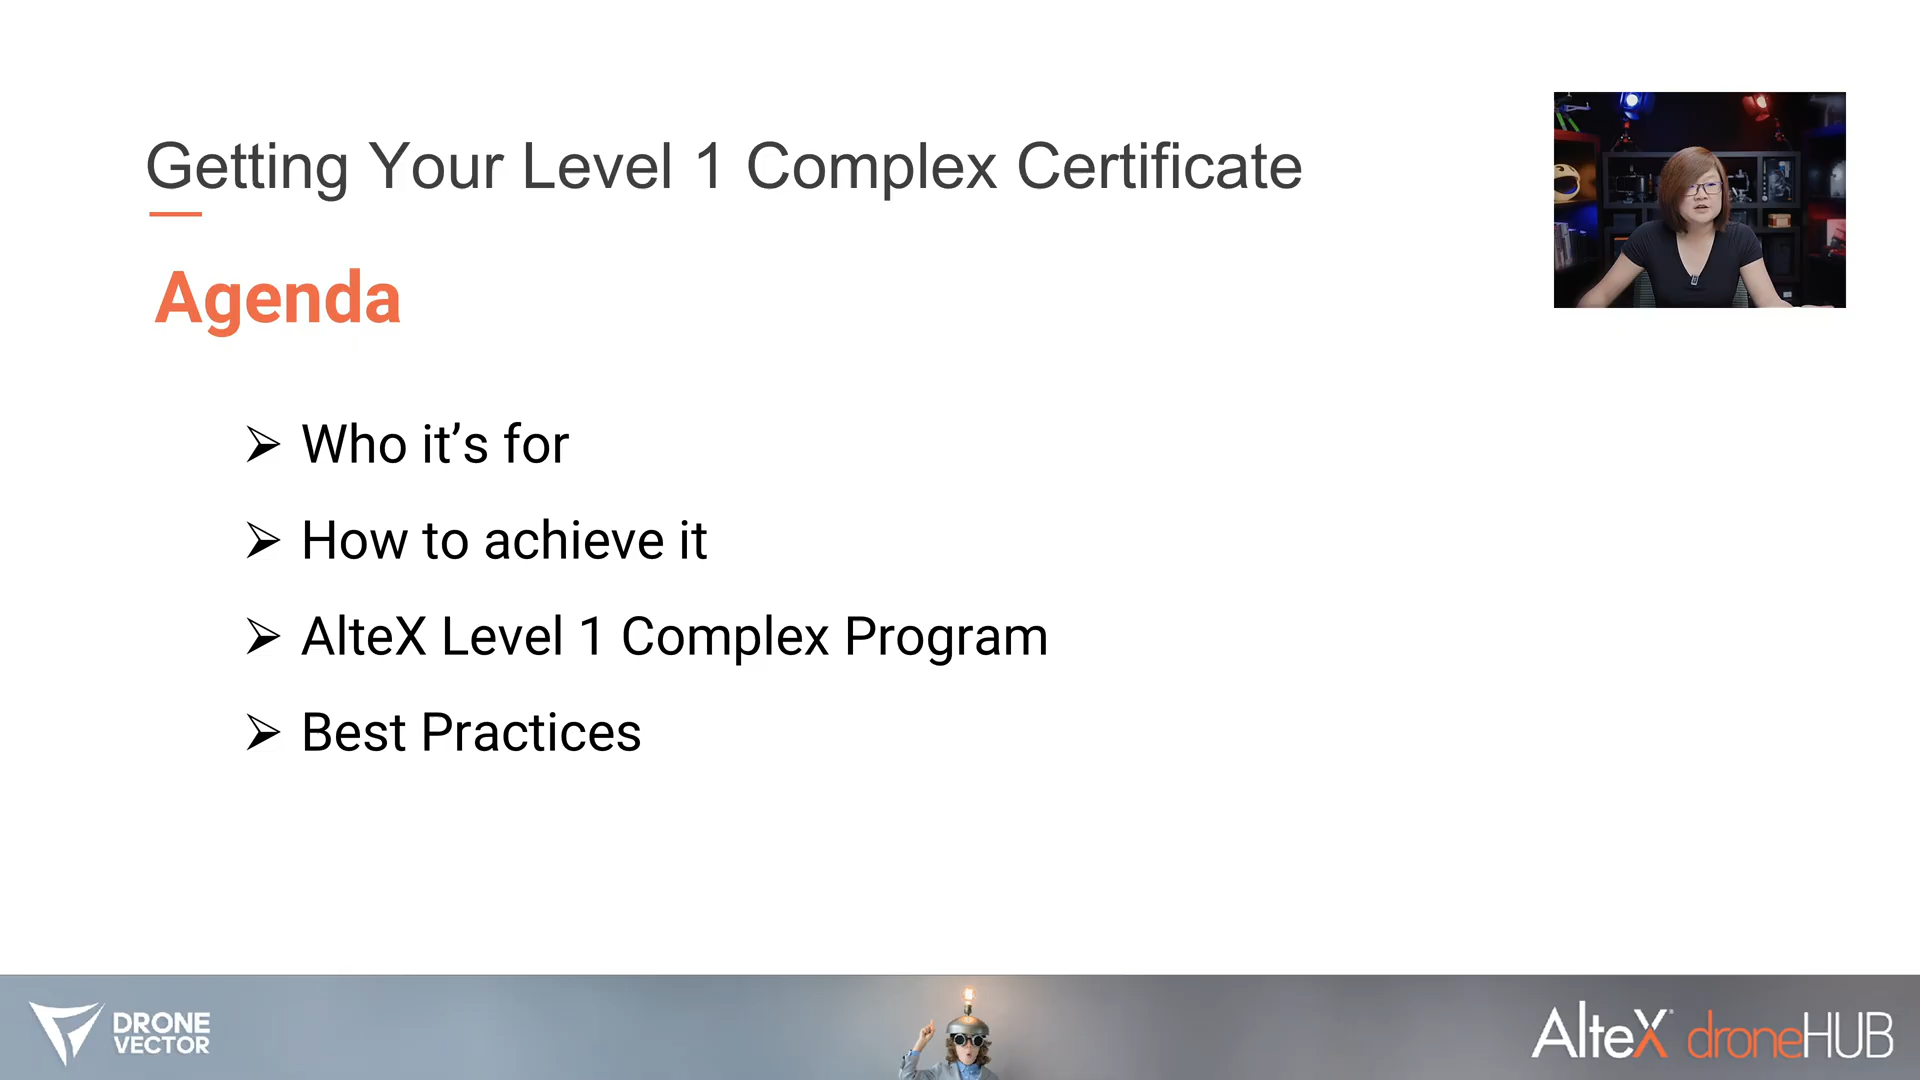 Getting Your Level 1 Complex Certificate
Agenda
Who it’s for
How to achieve it
AlteX Level 1 Complex Program
Best Practices
DRONE
VECTOR
AlteX droneHUB